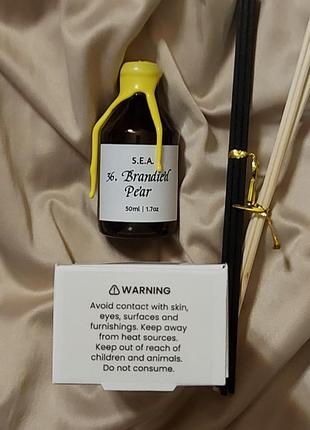 S.E.A.
36. Brandied
Pear
50ml | 1.7oz
⚠ WARNING
Avoid contact with skin,
eyes, surfaces and
furnishings. Keep away
from heat sources.
Keep out of reach of
children and animals.
Do not consume.